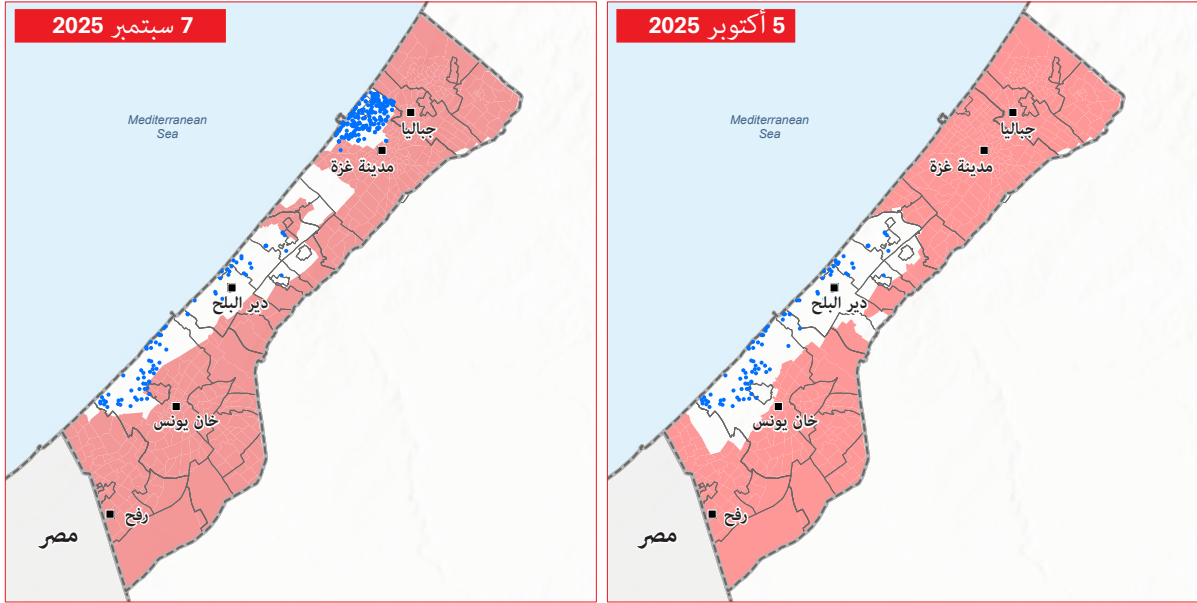 7 سبتمبر 2025
Mediterranean
Sea
جباليا
مدينة غزة
دير البلح
خان يونس
رفح
مصر
5 أكتوبر 2025
Mediterranean
Sea
جباليا
مدينة غزة
دير البلح
خان يونس
رفح
مصر